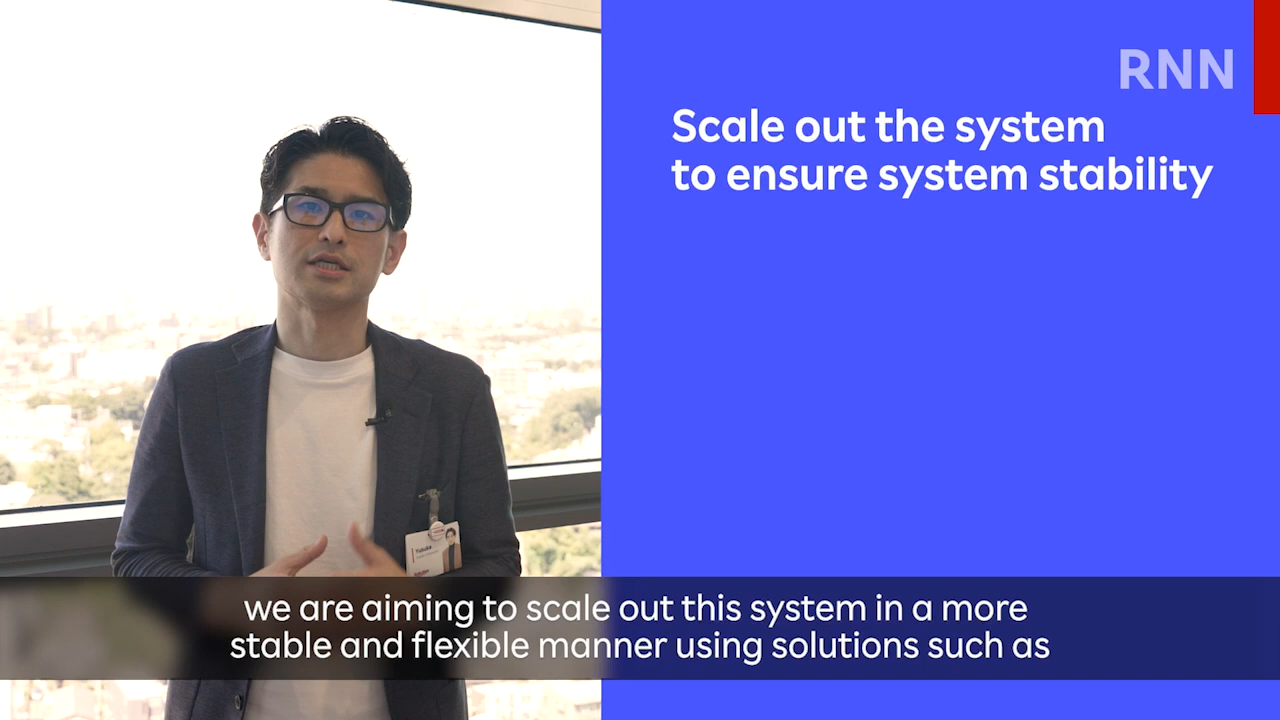 RNN
Scale out the system
to ensure system stability
Yusuke
we are aiming to scale out this system in a more
stable and flexible manner using solutions such as